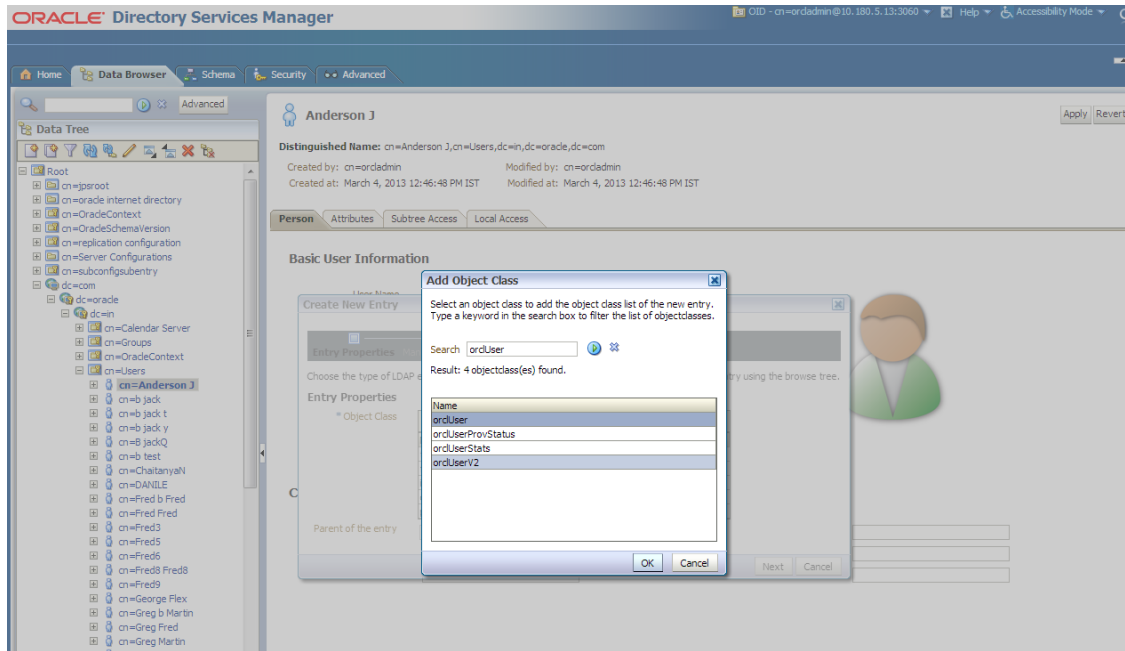 ORACLE Directory Services Manager
OID - cn=orcladmin@10.180.5.13:3060
Help
Accessibility Mode
Home
Data Browser
Schema
Security
Advanced
Advanced
Data Tree
Root
cn=jpsroot
cn=oracle internet directory
cn=OracleContext
cn=OracleSchemaVersion
cn=replication configuration
cn=Server Configurations
cn=subconfigsubentry
dc=com
dc=oracle
dc=in
cn=Calendar Server
cn=Groups
cn=OracleContext
cn=Users
cn=Anderson J
cn=b jack
cn=b jack t
cn=b jack y
cn=B jackQ
cn=b test
cn=ChaitanyaN
cn=DANILE
cn=Fred b Fred
cn=Fred Fred
cn=Fred3
cn=Fred5
cn=Fred6
cn=Fred8 Fred8
cn=Fred9
cn=George Flex
cn=Greg b Martin
cn=Greg Fred
cn=Greg Martin
Anderson J
Apply
Revert
Distinguished Name: cn=Anderson J,cn=Users,dc=in,dc=oracle,dc=com
Created by: cn=orcladmin
Modified by: cn=orcladmin
Created at: March 4, 2013 12:46:48 PM IST
Modified at: March 4, 2013 12:46:48 PM IST
Person
Attributes
Subtree Access
Local Access
Basic User Information
User Name
Create New Entry
Entry Properties
Choose the type of LDAP
try using the browse tree.
Entry Properties
* Object Class
Parent of the entry
Next
Cancel
Add Object Class
Select an object class to add the object class list of the new entry.
Type a keyword in the search box to filter the list of objectclasses.
Search orclUser
Result: 4 objectclass(es) found.
Name
orclUser
orclUserProvStatus
orclUserStats
orclUserV2
OK
Cancel